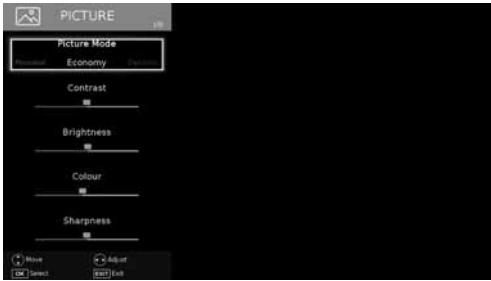 PICTURE
Picture Mode
Economy
Contrast
Brightness
Colour
Sharpness
Move
Adjust
OK Select
EXIT Exit